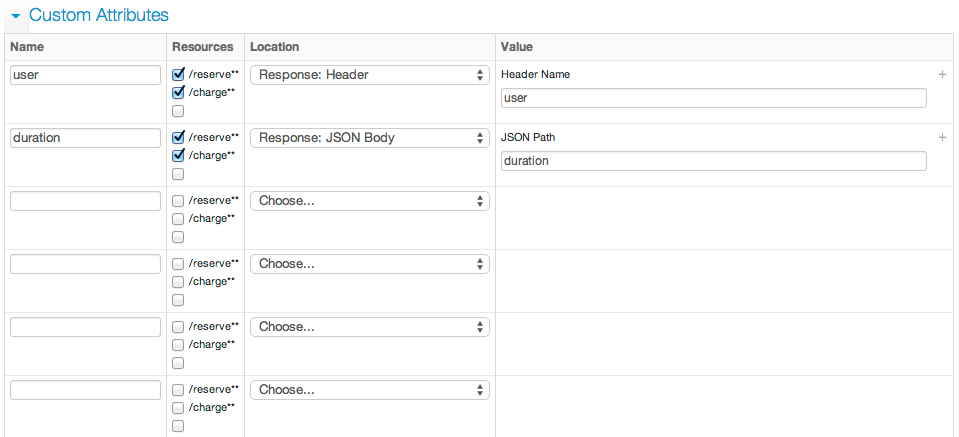 Custom Attributes
Name Resources Location Value
user /reserve** Response: Header Header Name
/charge** user
duration /reserve** Response: JSON Body JSON Path
/charge** duration
/reserve** Choose...
/charge**
/reserve** Choose...
/charge**
/reserve** Choose...
/charge**
/reserve** Choose...
/charge**